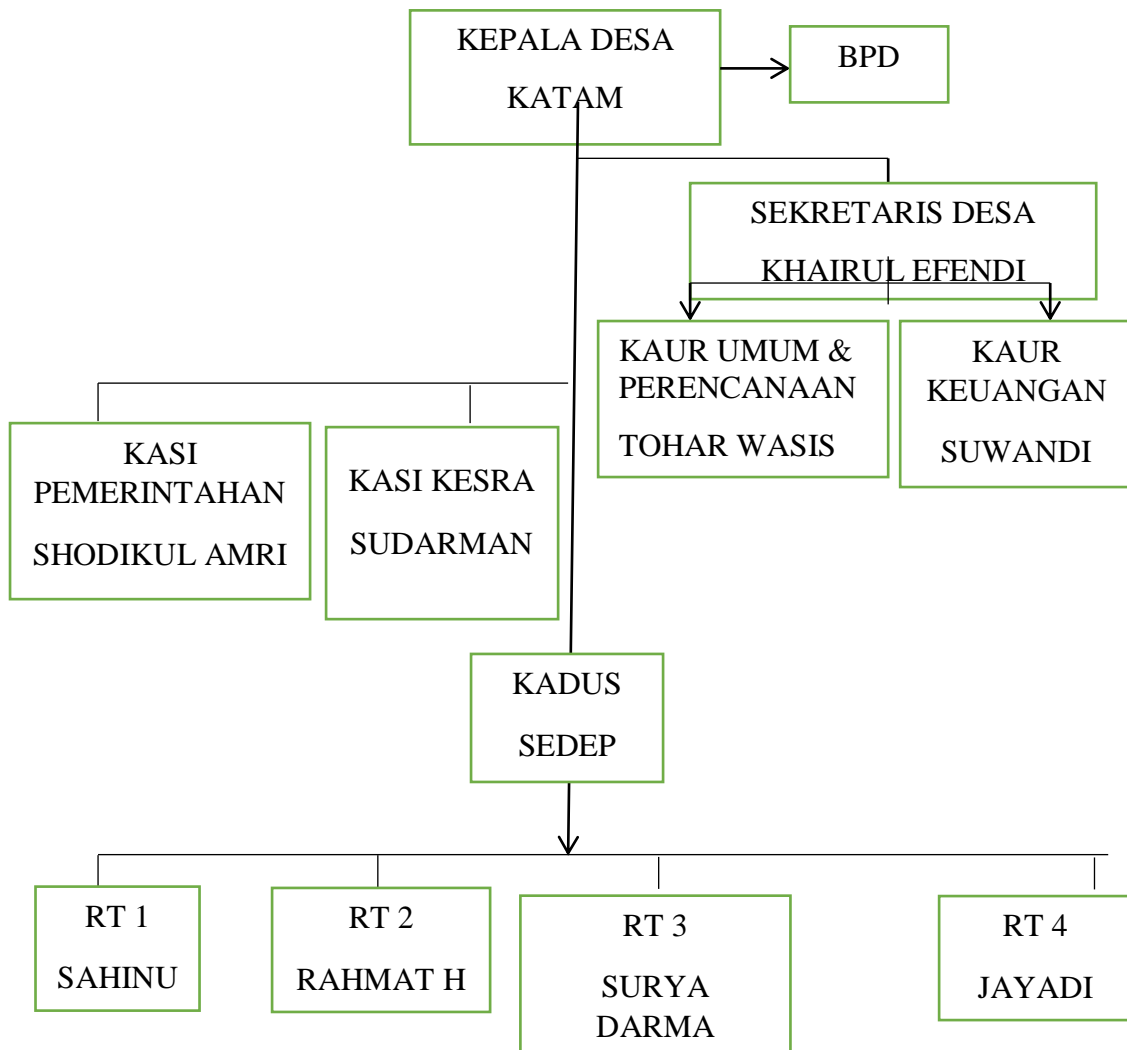 KEPALA DESA
KATAM
BPD
SEKRETARIS DESA
KHAIRUL EFENDI
KAUR UMUM &
PERENCANAAN
TOHAR WASIS
KAUR
KEUANGAN
SUWANDI
KASI
PEMERINTAHAN
SHODIKUL AMRI
KASI KESRA
SUDARMAN
KADUS
SEDEP
RT 1
SAHINU
RT 2
RAHMAT H
RT 3
SURYA
DARMA
RT 4
JAYADI